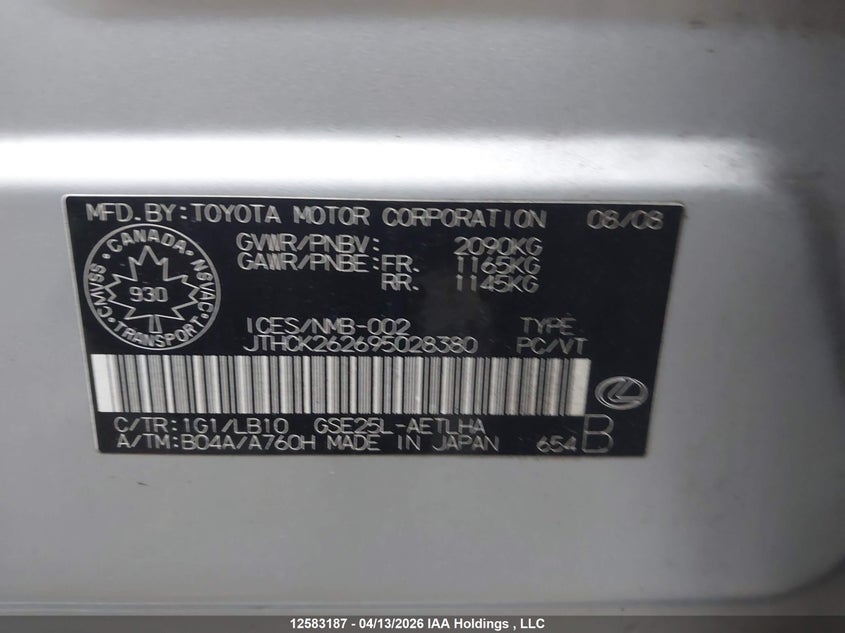 MFD. BY: TOYOTA MOTOR CORPORATION 08/08
GVWR/PNBV: 2090KG
GAWR/PNBE: FR. 1165KG
RR. 1145KG
CANADA
CMVSS 930 NSVAC
TRANSPORT
ICES/NMB-002 TYPE
JTHCK262695028380 PC/VT
C/TR: 1G1/LB10 GSE25L-AETLHA
A/TM: B04A/A760H MADE IN JAPAN 654 B
12583187 - 04/13/2026 IAA Holdings , LLC